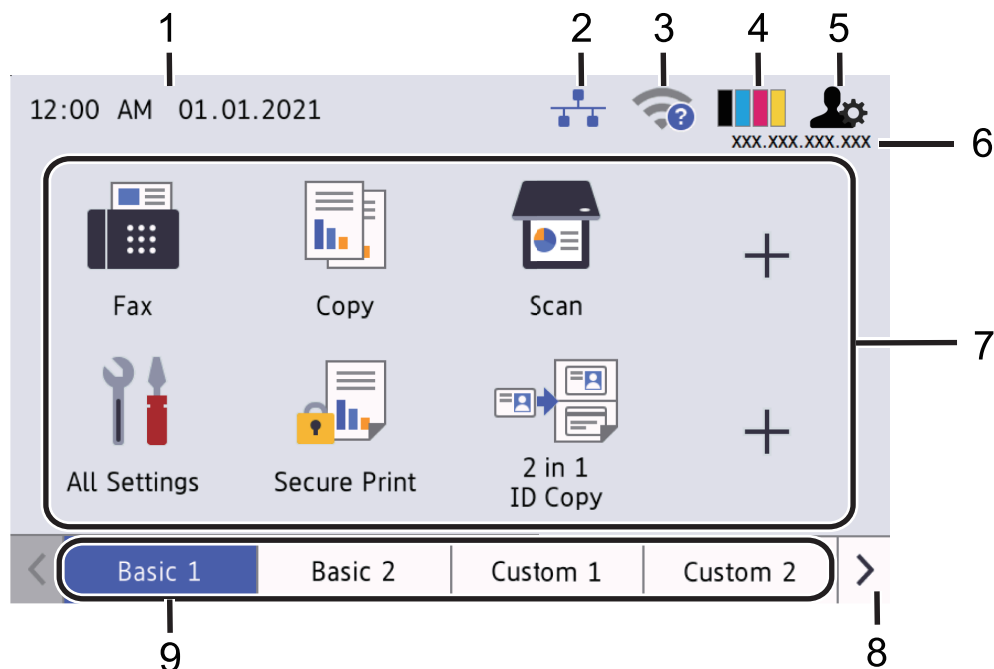 1 2 3 4 5
12:00 AM 01.01.2021
?
XXX.XXX.XXX.XXX
6
Fax Copy Scan
7
All Settings Secure Print 2 in 1
ID Copy
Basic 1 Basic 2 Custom 1 Custom 2
9 8